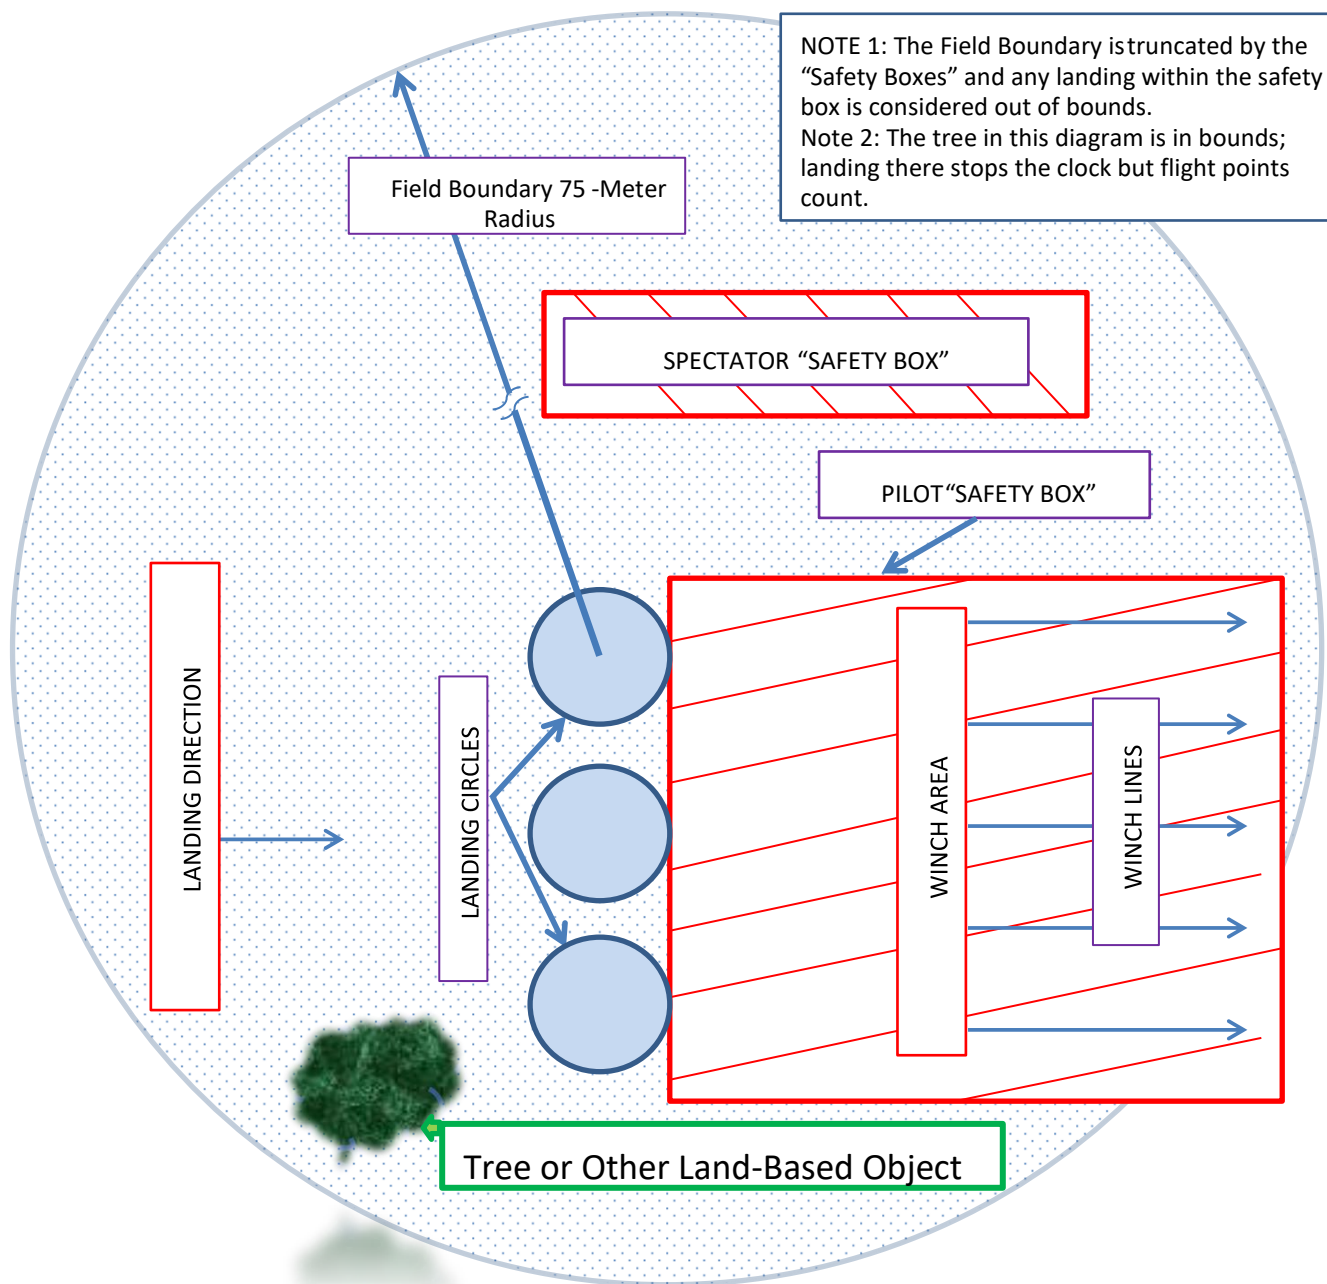 NOTE 1: The Field Boundary is truncated by the
“Safety Boxes” and any landing within the safety
box is considered out of bounds.
Note 2: The tree in this diagram is in bounds;
landing there stops the clock but flight points
count.
Field Boundary 75 -Meter
Radius
SPECTATOR “SAFETY BOX”
PILOT “SAFETY BOX”
LANDING DIRECTION
LANDING CIRCLES
WINCH AREA
WINCH LINES
Tree or Other Land-Based Object